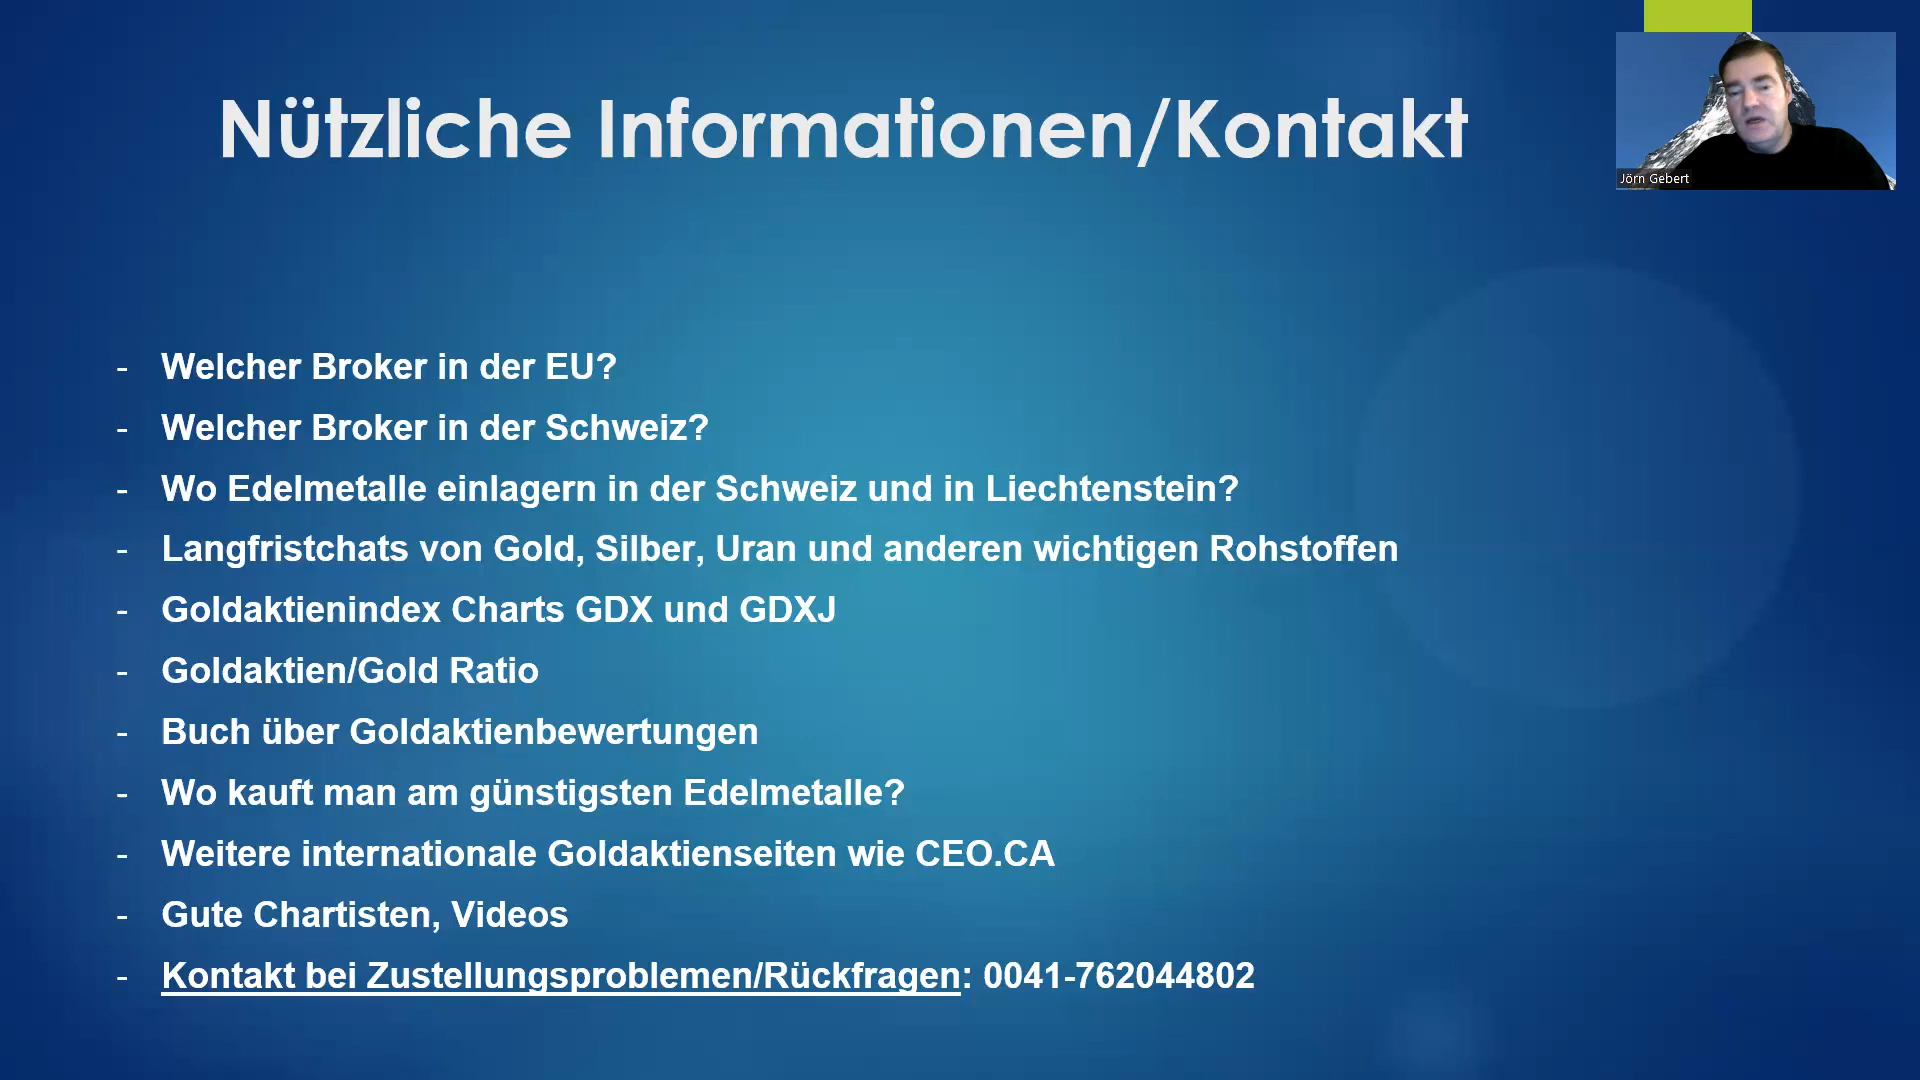 Nützliche Informationen/Kontakt
Jörn Gebert
- Welcher Broker in der EU?
- Welcher Broker in der Schweiz?
- Wo Edelmetalle einlagern in der Schweiz und in Liechtenstein?
- Langfristchats von Gold, Silber, Uran und anderen wichtigen Rohstoffen
- Goldaktienindex Charts GDX und GDXJ
- Goldaktien/Gold Ratio
- Buch über Goldaktienbewertungen
- Wo kauft man am günstigsten Edelmetalle?
- Weitere internationale Goldaktienseiten wie CEO.CA
- Gute Chartisten, Videos
- Kontakt bei Zustellungsproblemen/Rückfragen: 0041-762044802